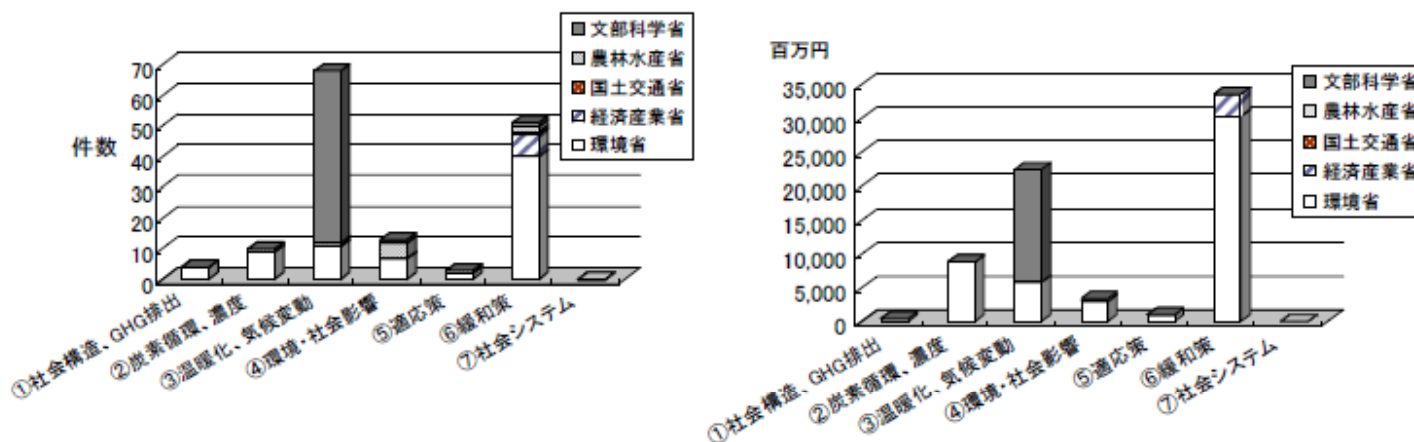 件数
70
60
50
40
30
20
10
0
文部科学省
農林水産省
国土交通省
経済産業省
環境省
①社会構造、GHG排出
②炭素循環、濃度
③温暖化、気候変動
④環境・社会影響
⑤適応策
⑥緩和策
⑦社会システム
百万円
35,000
30,000
25,000
20,000
15,000
10,000
5,000
0
文部科学省
農林水産省
国土交通省
経済産業省
環境省
①社会構造、GHG排出
②炭素循環、濃度
③温暖化、気候変動
④環境・社会影響
⑤適応策
⑥緩和策
⑦社会システム